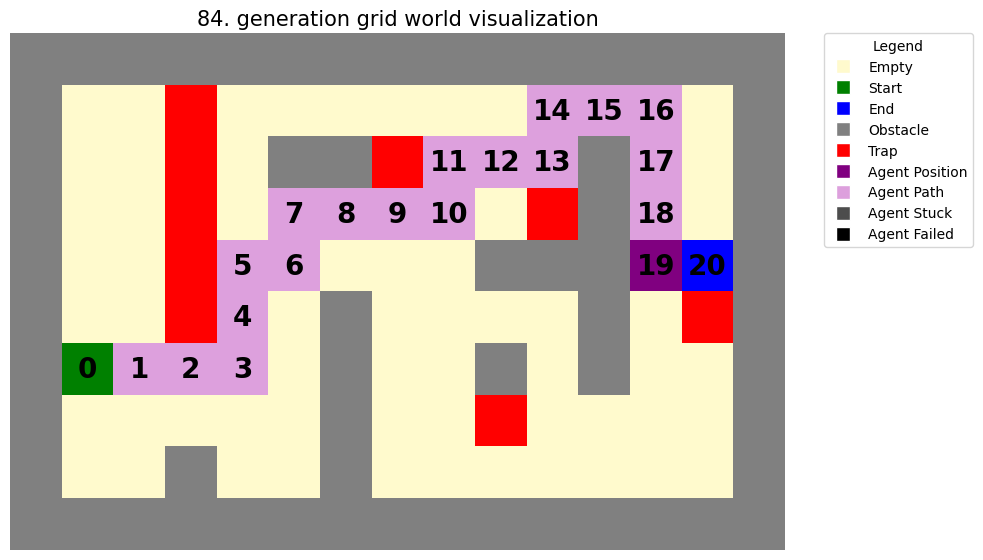 84. generation grid world visualization
Legend
Empty
Start
End
Obstacle
Trap
Agent Position
Agent Path
Agent Stuck
Agent Failed
14 15 16
11 12 13 17
7 8 9 10 18
5 6 19 20
4
0 1 2 3